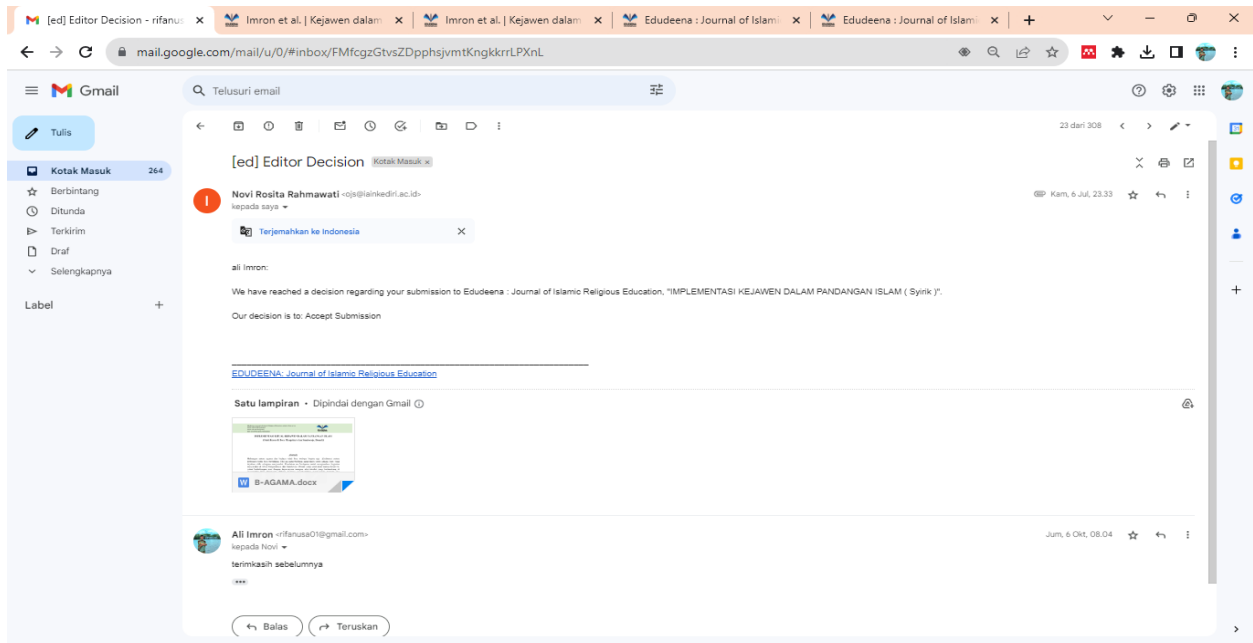 [ed] Editor Decision - rifanus
Imron et al. | Kejawen dalam
Imron et al. | Kejawen dalam
Edudeena : Journal of Islami
Edudeena : Journal of Islami
mail.google.com/mail/u/0/#inbox/FMfcgzGtvsZDpphsjvmtKngkkrrLPXnL
Gmail
Telusuri email
Tulis
23 dari 308
Kotak Masuk 264
Berbintang
Ditunda
Terkirim
Draf
Selengkapnya
Label
[ed] Editor Decision Kotak Masuk x
Novi Rosita Rahmawati <ojs@iainkediri.ac.id>
Kam, 6 Jul, 23.33
kepada saya
Terjemahkan ke Indonesia
ali Imron:
We have reached a decision regarding your submission to Edudeena : Journal of Islamic Religious Education, "IMPLEMENTASI KEJAWEN DALAM PANDANGAN ISLAM ( Syirik )".
Our decision is to: Accept Submission
EDUDEENA: Journal of Islamic Religious Education
Satu lampiran • Dipindai dengan Gmail
W B-AGAMA.docx
Ali Imron <rifanusa01@gmail.com>
Jum, 6 Okt, 08.04
kepada Novi
terimkasih sebelumnya
Balas
Teruskan